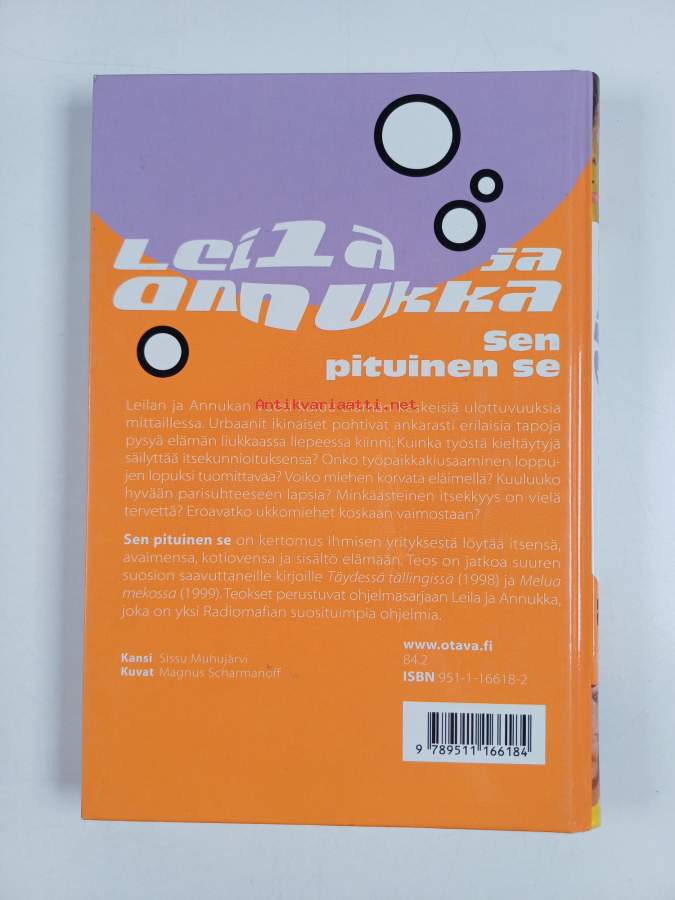 Leila ja
annukka
Sen
pituinen se
Antikvariaatti.net
Leilan ja Annukan ulottuvuuksia
mittaillessa. Urbaanit ikinaiset pohtivat ankarasti erilaisia tapoja
pysyä elämän liukkaassa liepeessä kiinni: Kuinka työstä kieltäytyjä
säilyttää itsekunnioituksensa? Onko työpaikkakiusaaminen loppu-
jen lopuksi tuomittavaa? Voiko miehen korvata eläimellä? Kuuluuko
hyvään parisuhteeseen lapsia? Minkäasteinen itsekkyys on vielä
tervettä? Eroavatko ukkomiehet koskaan vaimostaan?
Sen pituinen se on kertomus ihmisen yrityksestä löytää itsensä,
avaimensa, kotiovensa ja sisältö elämään. Teos on jatkoa suuren
suosion saavuttaneille kirjoille Täydessä tällingissä (1998) ja Melua
mekossa (1999). Teokset perustuvat ohjelmasarjaan Leila ja Annukka,
joka on yksi Radiomafian suosituimpia ohjelmia.
Kansi Sissu Muhujärvi
Kuvat Magnus Scharmanoff
www.otava.fi
84.2
ISBN 951-1-16618-2
9 789511 166184